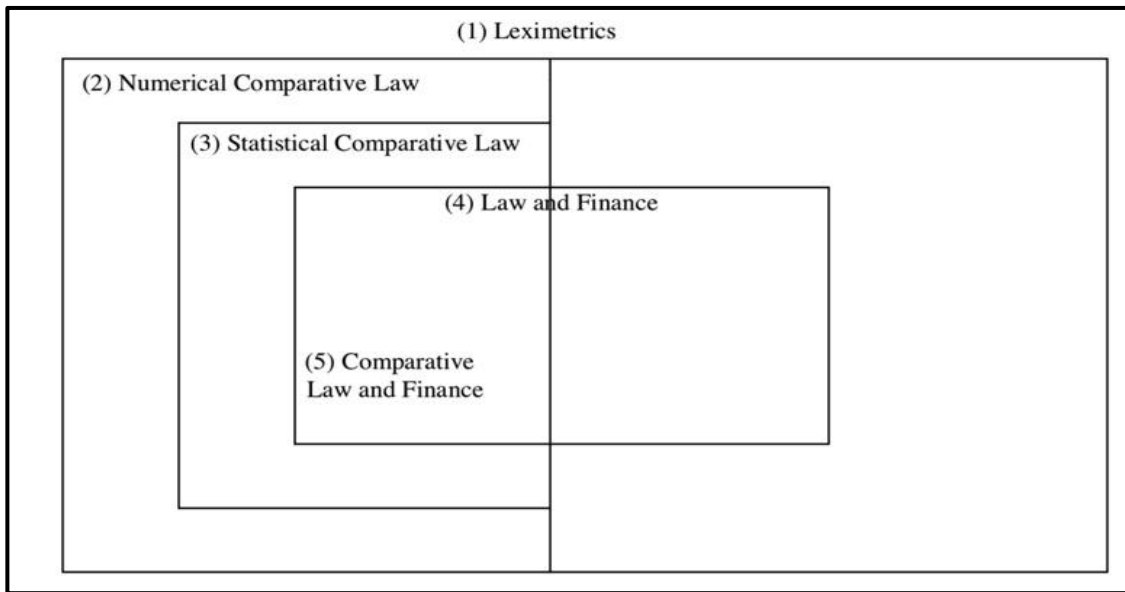 (1) Leximetrics
(2) Numerical Comparative Law
(3) Statistical Comparative Law
(4) Law and Finance
(5) Comparative
Law and Finance